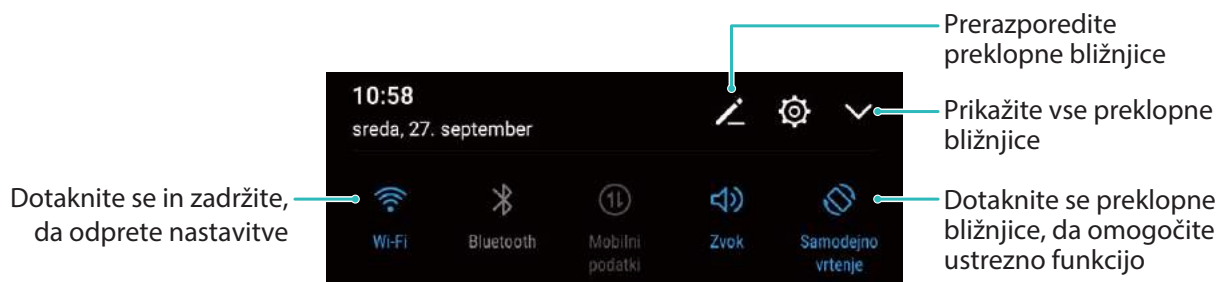 Prerazporedite
preklopne bližnjice
10:58
sreda, 27. september
Prikažite vse preklopne
bližnjice
Dotaknite se in zadržite,
da odprete nastavitve
Wi-Fi
Bluetooth
Mobilni
podatki
Zvok
Samodejno
vrtenje
Dotaknite se preklopne
bližnjice, da omogočite
ustrezno funkcijo